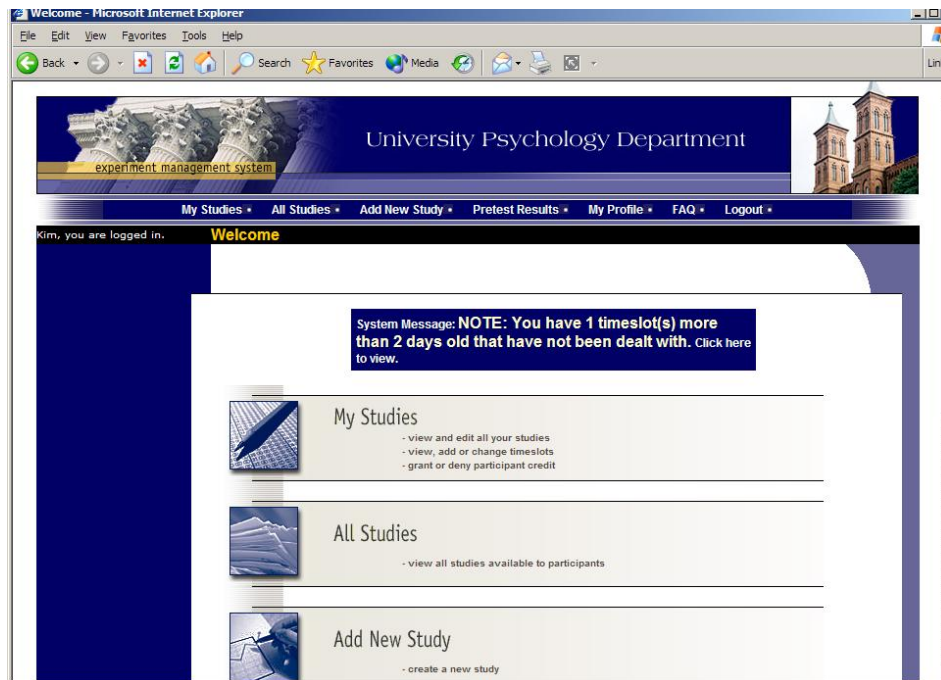 Welcome - Microsoft Internet Explorer
File Edit View Favorites Tools Help
Back Search Favorites Media
University Psychology Department
experiment management system
My Studies All Studies Add New Study Pretest Results My Profile FAQ Logout
Kim, you are logged in. Welcome
System Message: NOTE: You have 1 timeslot(s) more
than 2 days old that have not been dealt with. Click here
to view.
My Studies
- view and edit all your studies
- view, add or change timeslots
- grant or deny participant credit
All Studies
- view all studies available to participants
Add New Study
- create a new study